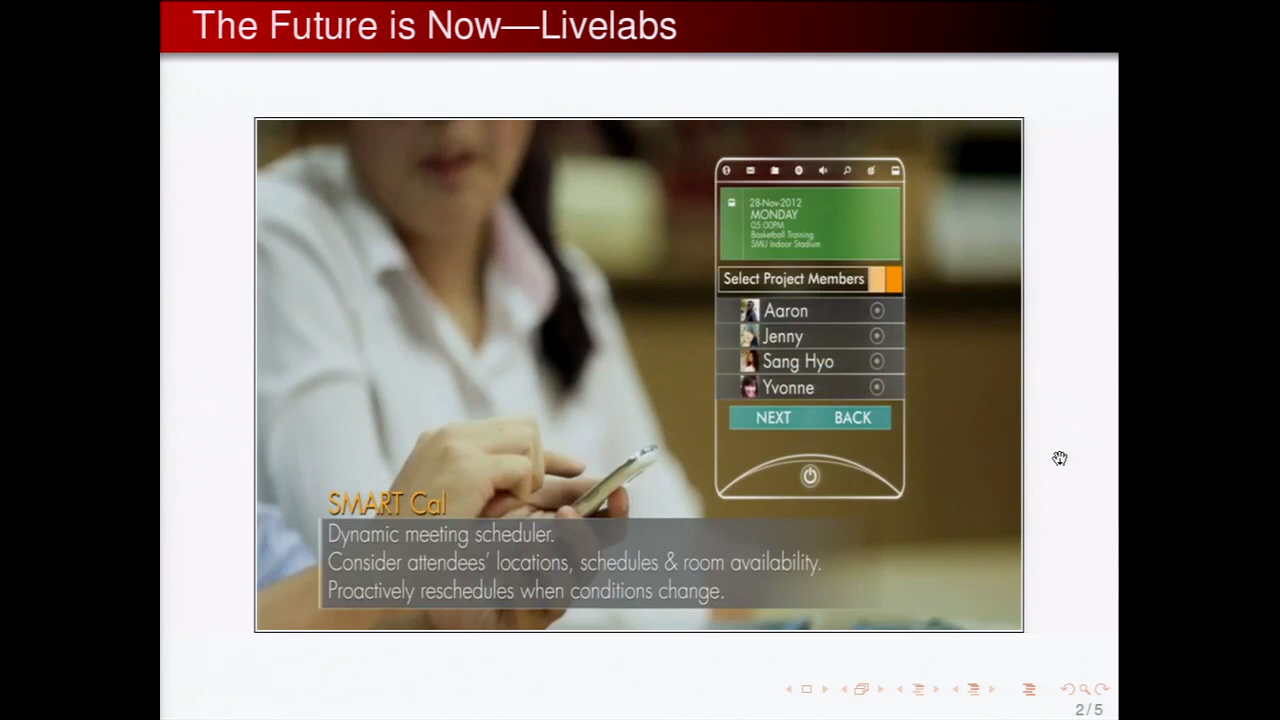 The Future is Now—Livelabs
28-Nov-2012
MONDAY
05:00PM
Basketball Training
SMU Indoor Stadium
Select Project Members
Aaron
Jenny
Sang Hyo
Yvonne
NEXT BACK
SMART Cal
Dynamic meeting scheduler.
Consider attendees' locations, schedules & room availability.
Proactively reschedules when conditions change.
2/5